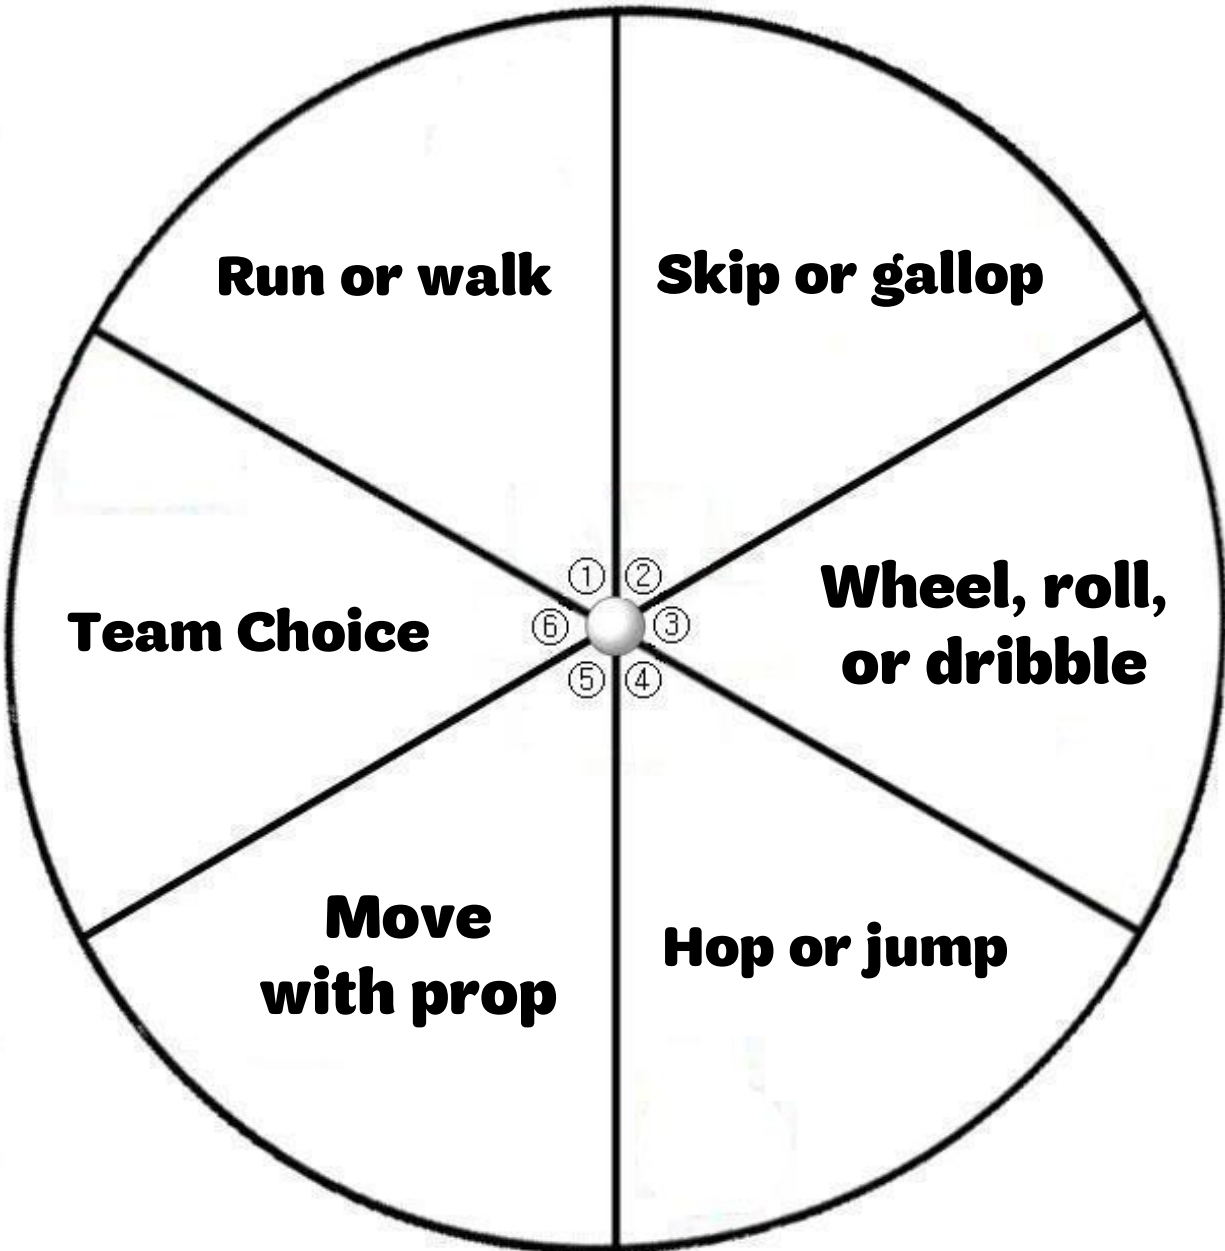 Run or walk
Skip or gallop
① ②
⑥ ③
⑤ ④
Wheel, roll,
or dribble
Team Choice
Move
with prop
Hop or jump